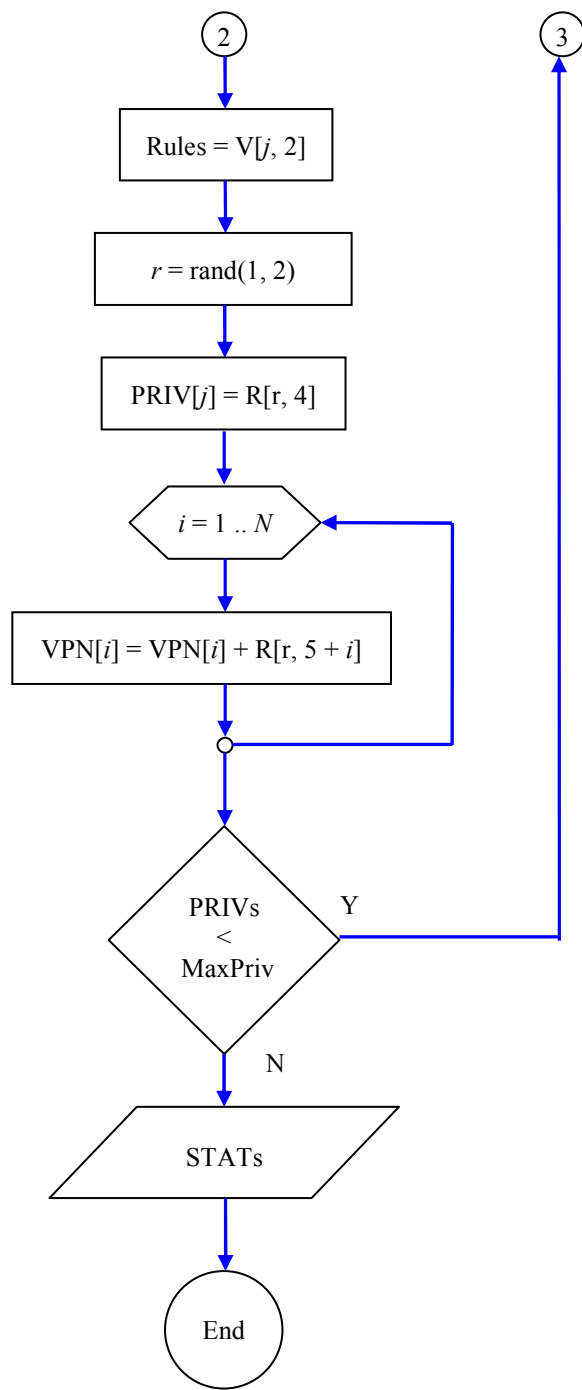 2
3
Rules = V[j, 2]
r = rand(1, 2)
PRIV[j] = R[r, 4]
i = 1 .. N
VPN[i] = VPN[i] + R[r, 5 + i]
PRIVs
<
MaxPriv
Y
N
STATs
End